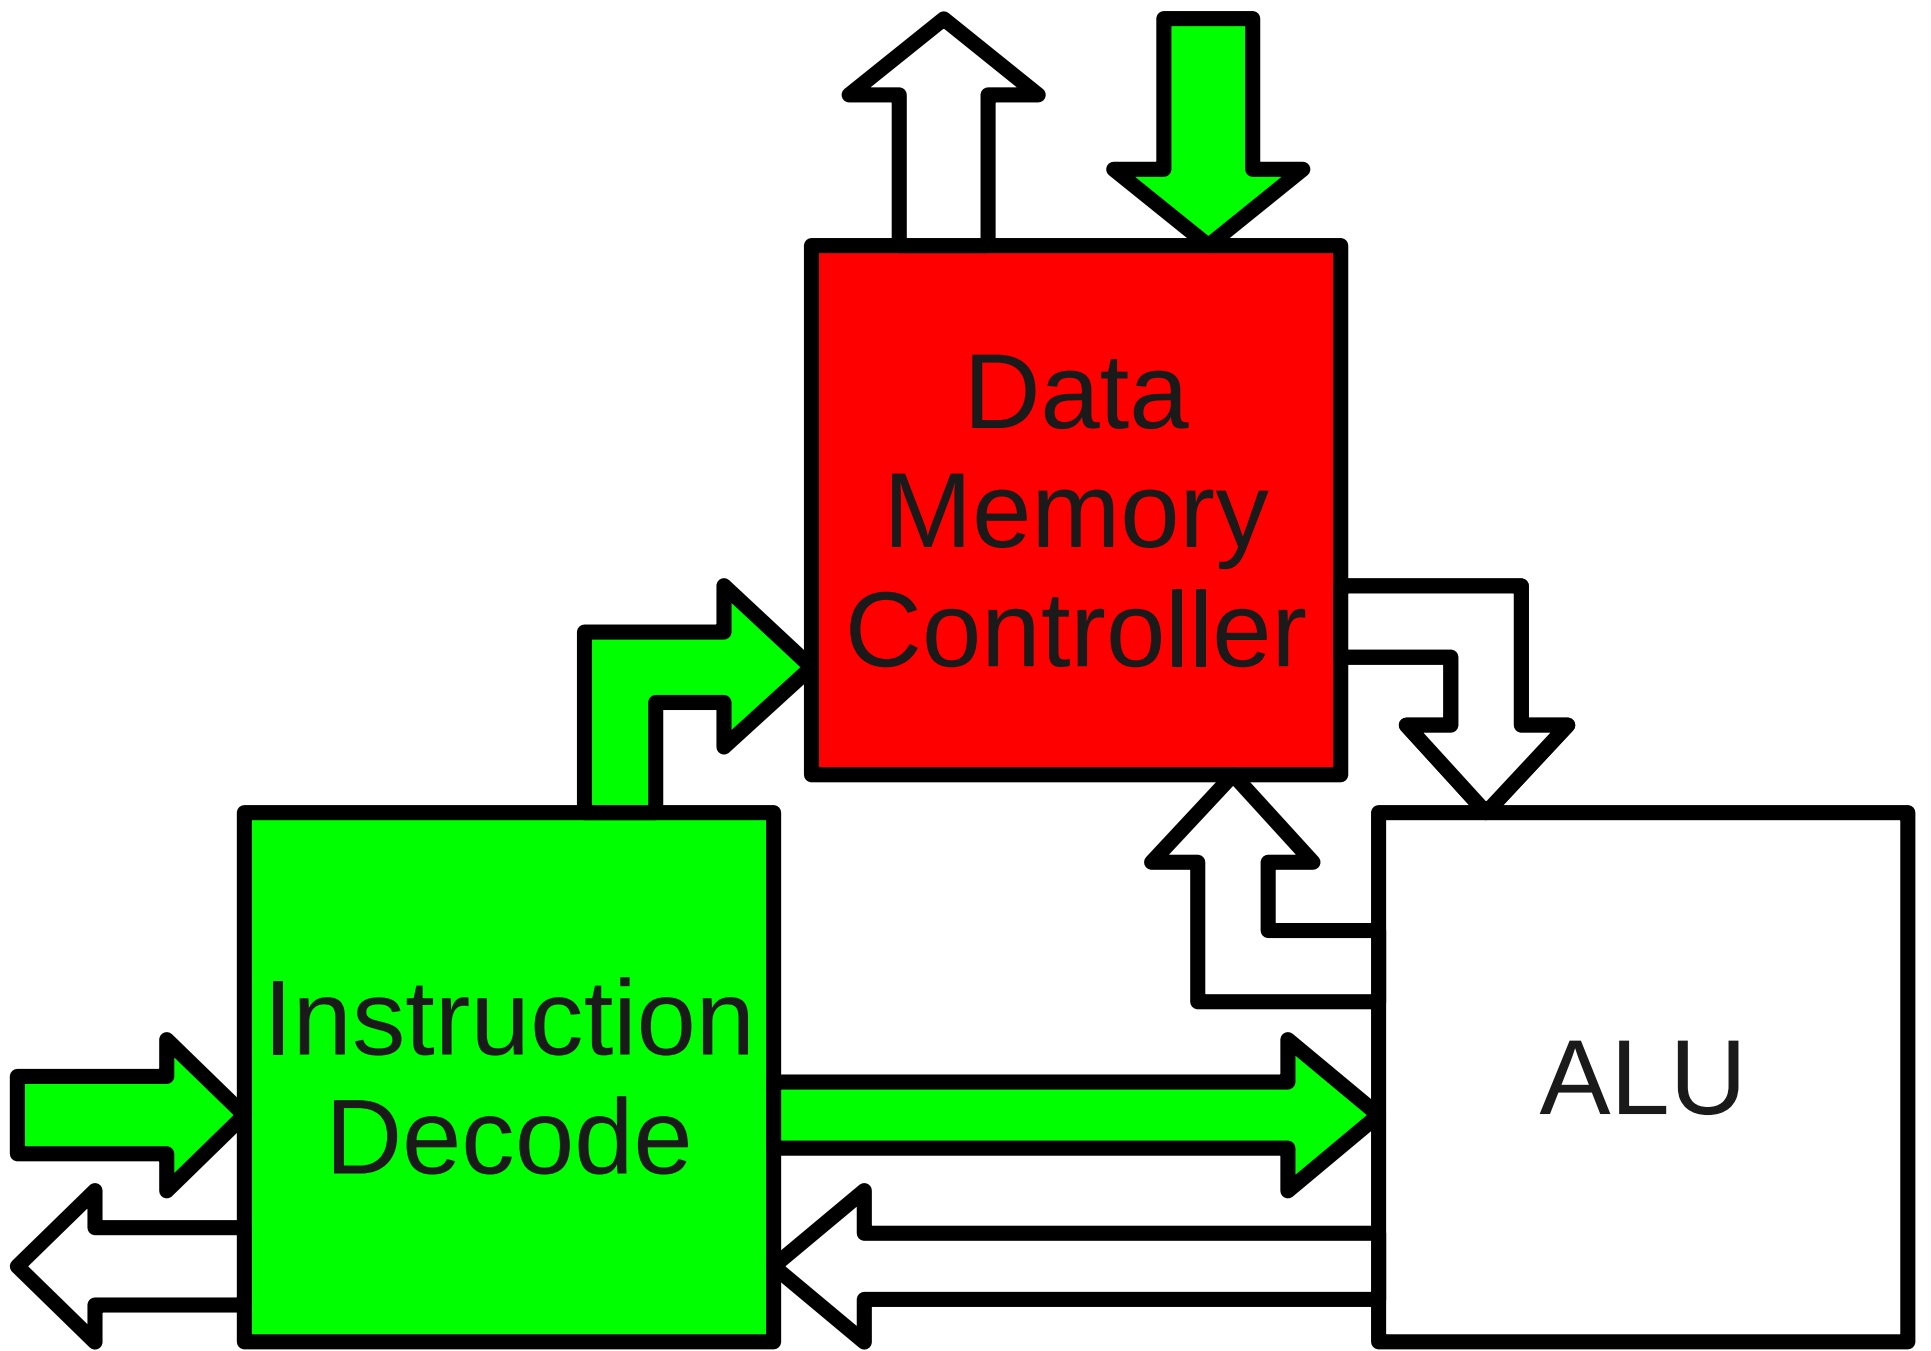 Data
Memory
Controller
Instruction
Decode
ALU